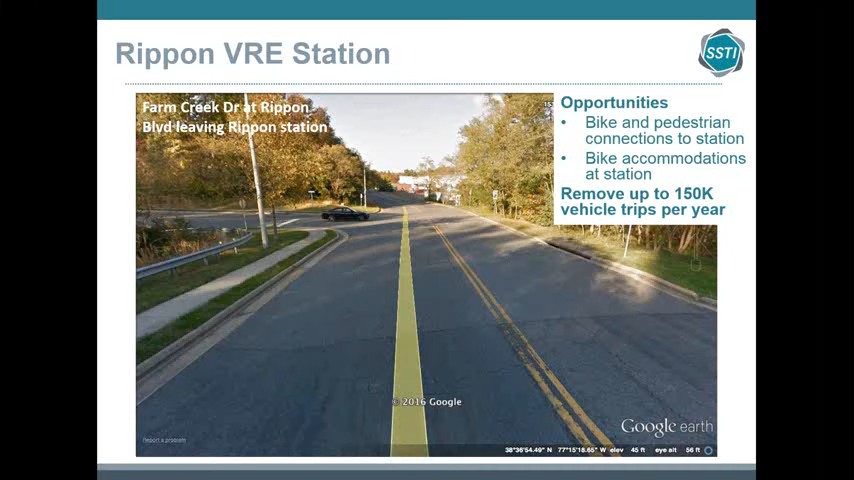 Rippon VRE Station
SSTI
Farm Creek Dr at Rippon
Blvd leaving Rippon station
Opportunities
• Bike and pedestrian
connections to station
• Bike accommodations
at station
Remove up to 150K
vehicle trips per year
©2016 Google
Google earth
Report a problem
38°36'54.49" N 77°15'18.65" W elev 45 ft eye alt 56 ft